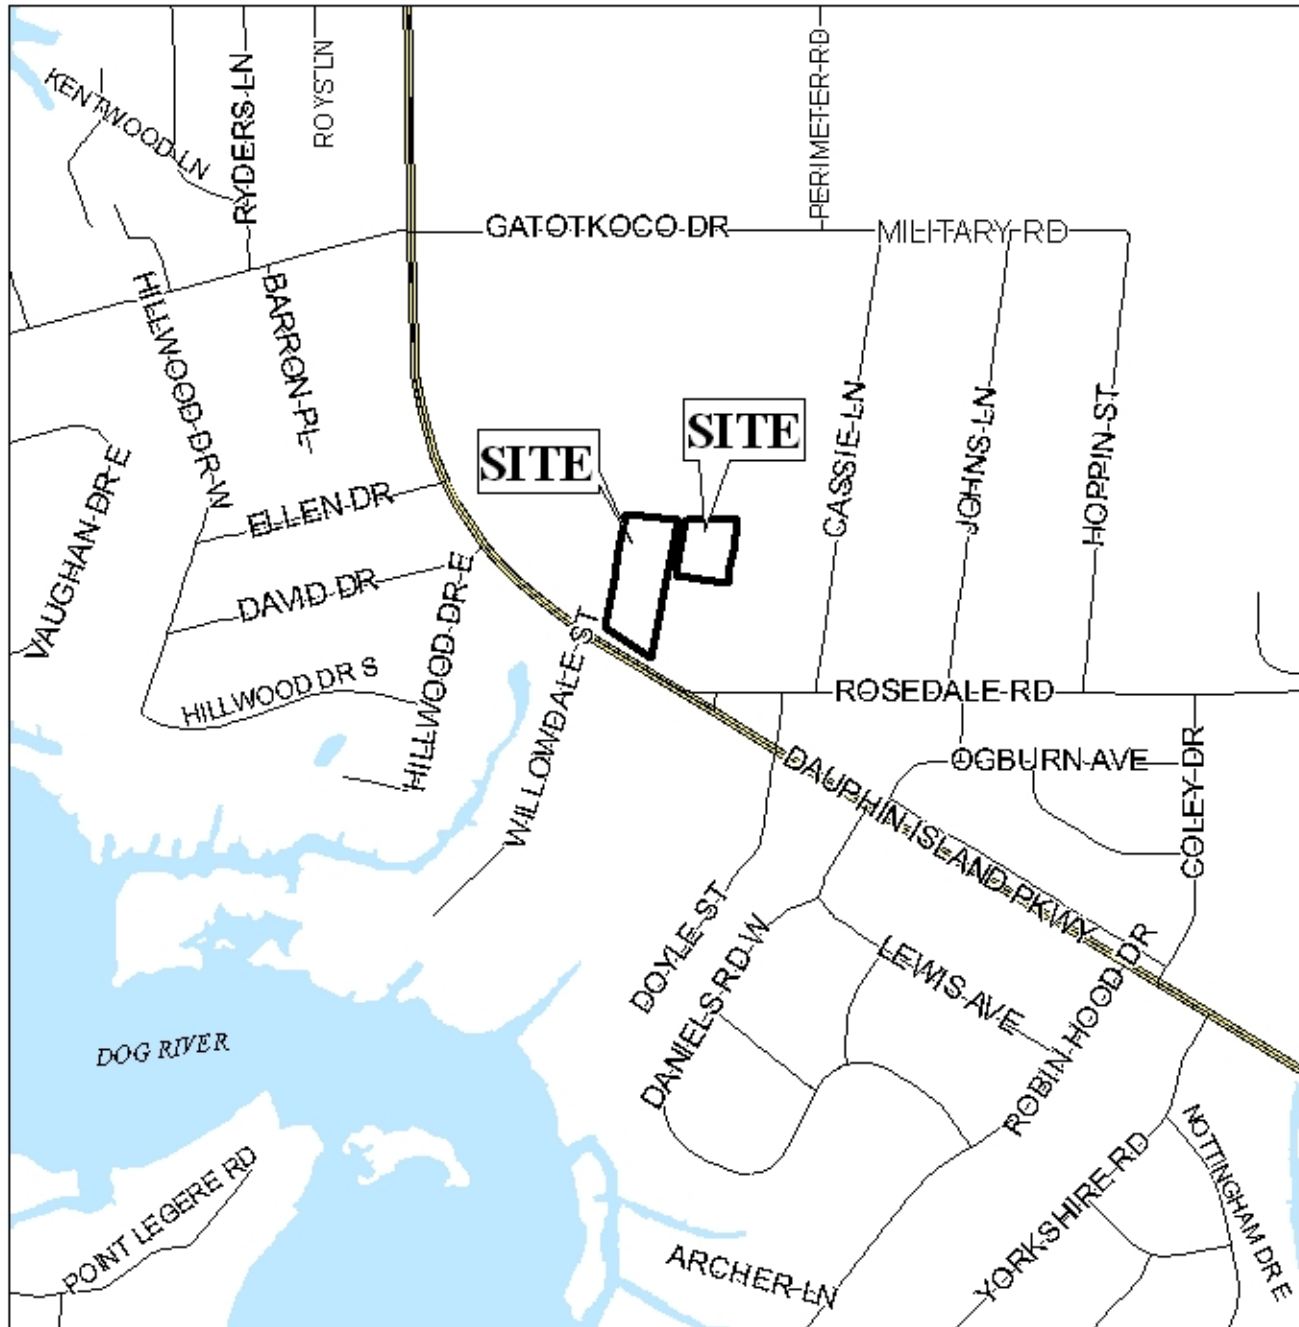 KENTWOOD LN
RYDERS LN
ROYS LN
PERIMETER RD
GATOTKOCO DR
MILITARY RD
HILLWOOD DR W
BARRON PL
VAUGHAN DR E
ELLEN DR
DAVID DR
HILLWOOD DR S
HILLWOOD DR E
SITE
SITE
CASSIE LN
JOHNS LN
HOPPIN ST
WILLOWDALE ST
ROSEDALE RD
OGBURN AVE
COLEY DR
DAUPHIN ISLAND PKWY
DOYLE ST
DANIELS RD W
LEWIS AVE
ROBIN HOOD DR
DOG RIVER
POINT LEGERE RD
ARCHER LN
YORKSHIRE RD
NOTTINGHAM DR E